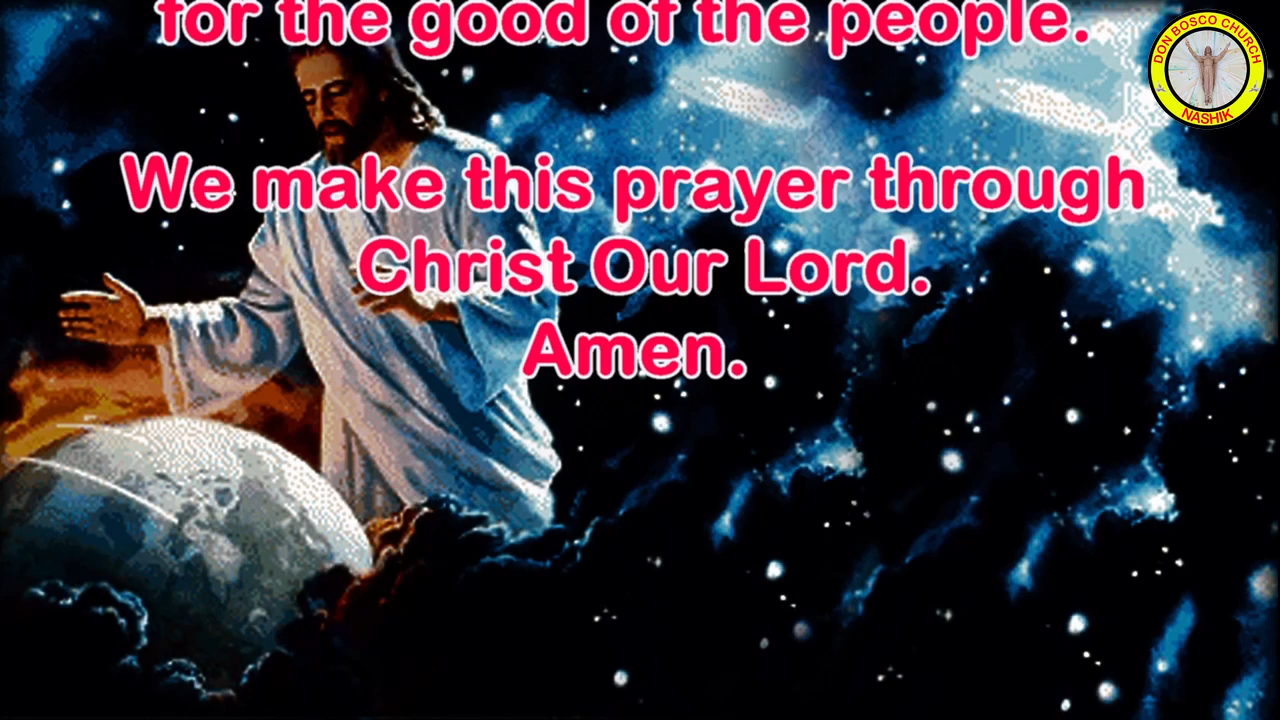 for the good of the people.
DON BOSCO CHURCH
NASHIK
We make this prayer through
Christ Our Lord.
Amen.